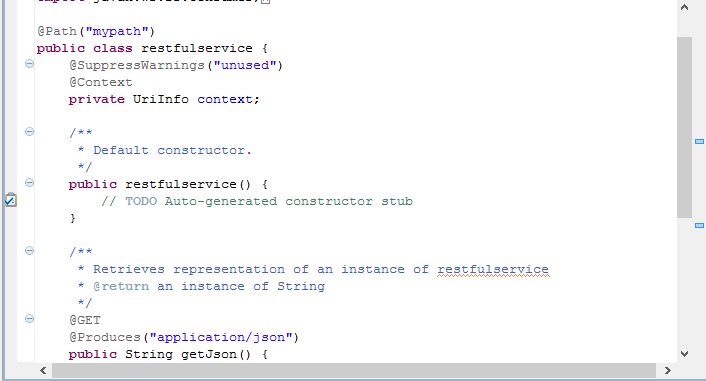 @Path("mypath")
public class restfulservice {
@SuppressWarnings("unused")
@Context
private UriInfo context;
/**
* Default constructor.
*/
public restfulservice() {
// TODO Auto-generated constructor stub
}
/**
* Retrieves representation of an instance of restfulservice
* @return an instance of String
*/
@GET
@Produces("application/json")
public String getJson() {